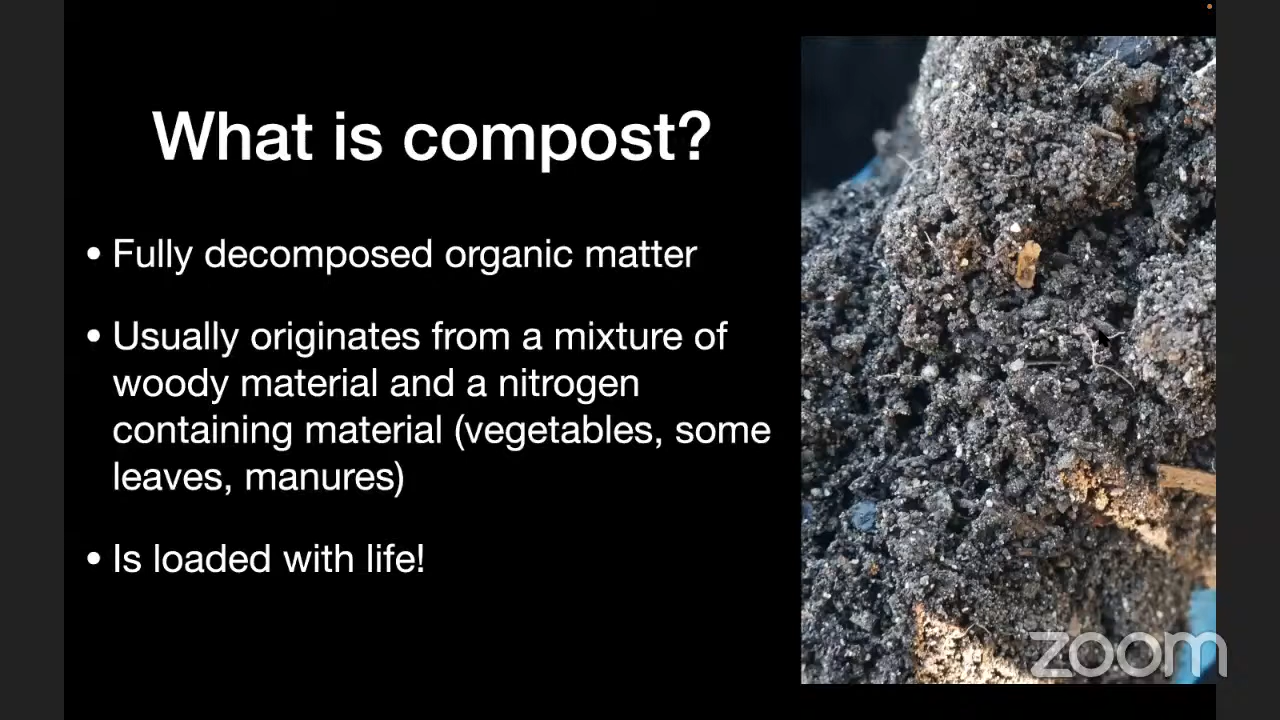 What is compost?
• Fully decomposed organic matter
• Usually originates from a mixture of
woody material and a nitrogen
containing material (vegetables, some
leaves, manures)
• Is loaded with life!
zoom